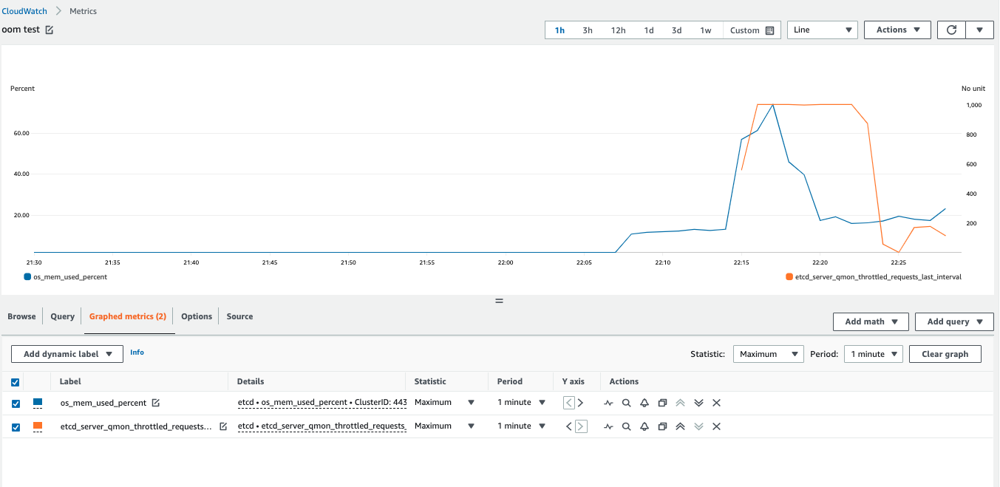 CloudWatch > Metrics
oom test
1h 3h 12h 1d 3d 1w Custom Line Actions
Percent No unit
1,000
60.00 800
600
40.00
400
20.00
200
21:30 21:35 21:40 21:45 21:50 21:55 22:00 22:05 22:10 22:15 22:20 22:25
os_mem_used_percent etcd_server_qmon_throttled_requests_last_interval
Browse Query Graphed metrics (2) Options Source Add math Add query
Add dynamic label Info Statistic: Maximum Period: 1 minute Clear graph
Label Details Statistic Period Y axis Actions
os_mem_used_percent etcd • os_mem_used_percent • ClusterID: 443 Maximum 1 minute
etcd_server_qmon_throttled_requests... etcd • etcd_server_qmon_throttled_requests_ Maximum 1 minute